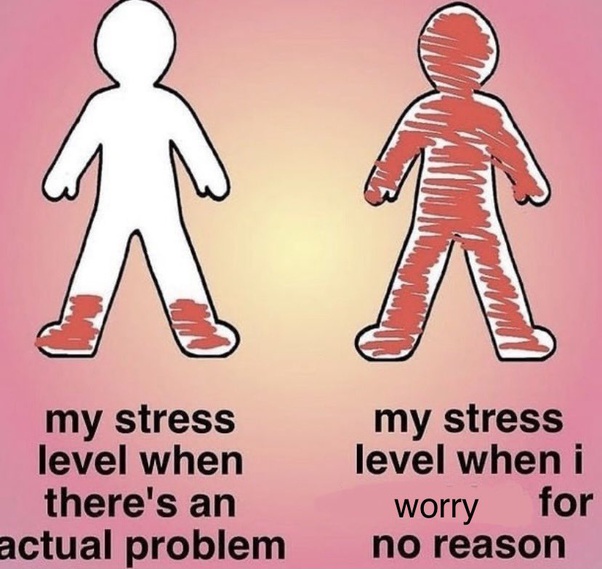 my stress
level when
there's an
actual problem
my stress
level when i
worry for
no reason